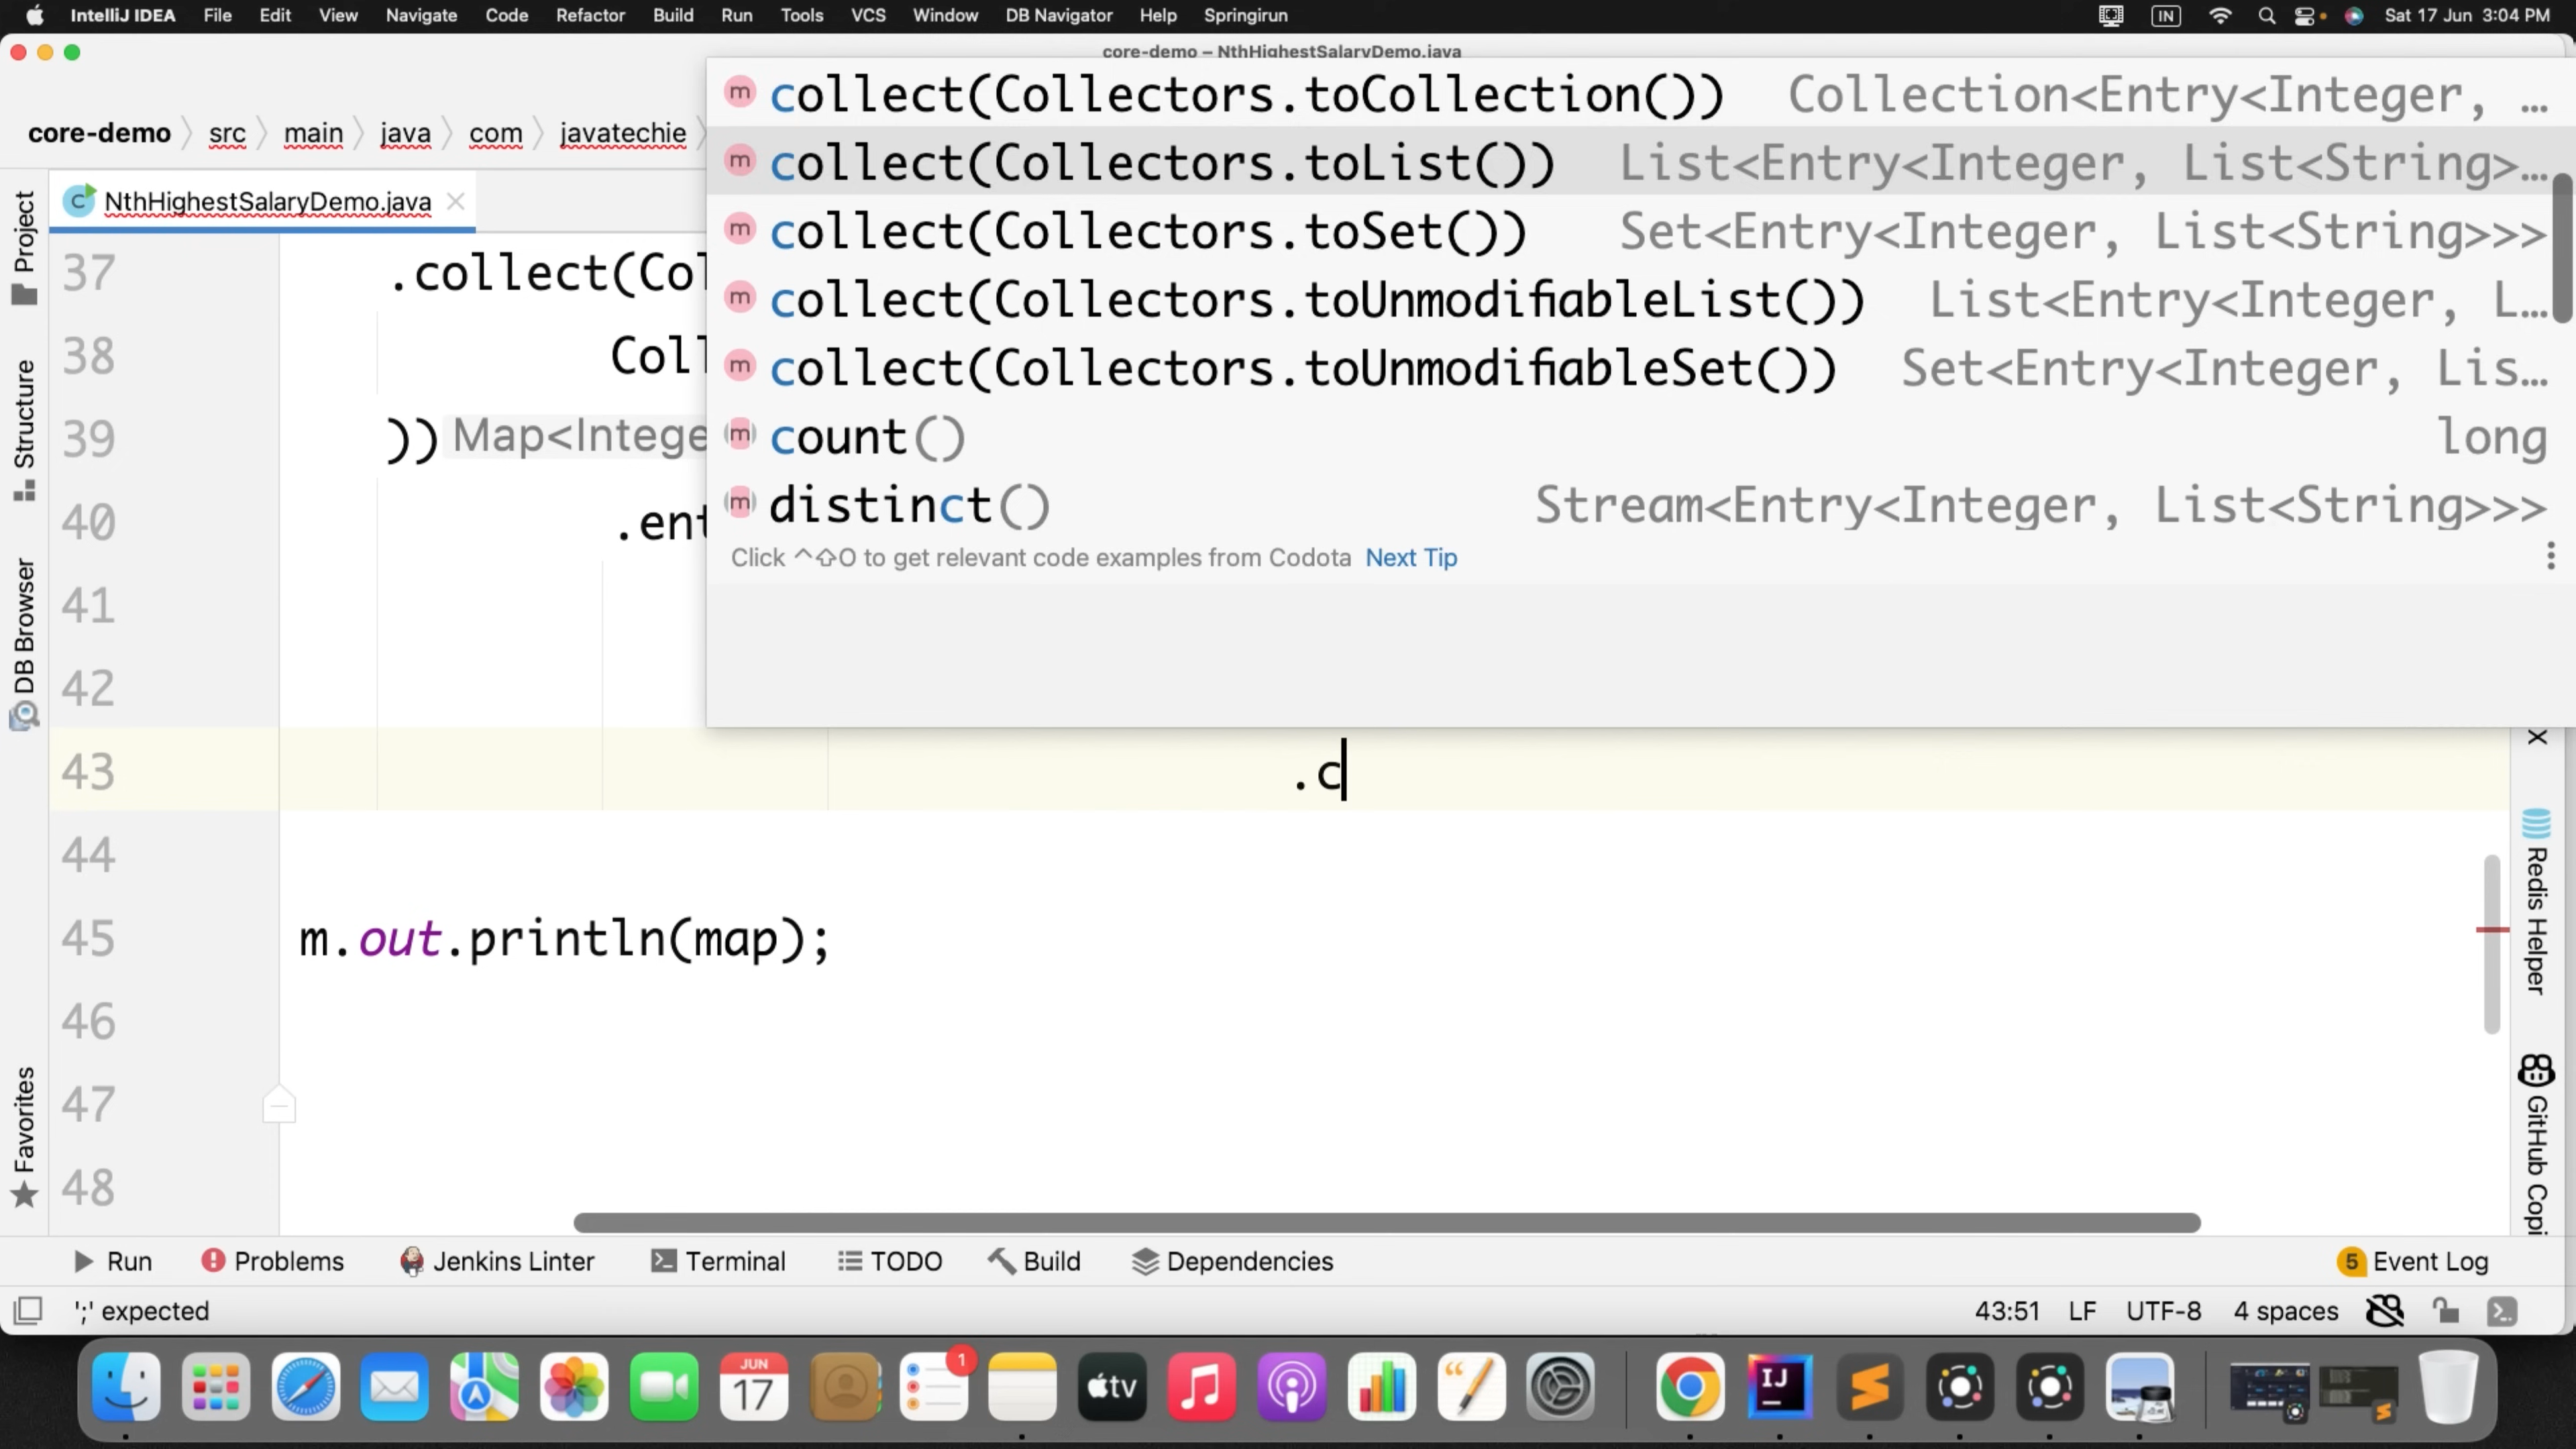 IntelliJ IDEA File Edit View Navigate Code Refactor Build Run Tools VCS Window DB Navigator Help Springirun IN Sat 17 Jun 3:04 PM
core-demo – NthHighestSalaryDemo.java
core-demo src main java com javatechie
NthHighestSalaryDemo.java
collect(Collectors.toCollection()) Collection<Entry<Integer, …
collect(Collectors.toList()) List<Entry<Integer, List<String>…
collect(Collectors.toSet()) Set<Entry<Integer, List<String>>>
collect(Collectors.toUnmodifiableList()) List<Entry<Integer, L…
collect(Collectors.toUnmodifiableSet()) Set<Entry<Integer, Lis…
count() long
distinct() Stream<Entry<Integer, List<String>>>
Click ^⇧O to get relevant code examples from Codota Next Tip
Project
Structure
DB Browser
Favorites
37 .collect(Col
38 Coll
39 )) Map<Intege
40 .ent
41
42
43 .c
44
45 m.out.println(map);
46
47
48
Redis Helper
GitHub Copi
Run Problems Jenkins Linter Terminal TODO Build Dependencies 5 Event Log
';' expected 43:51 LF UTF-8 4 spaces
1
JUN
17
tv
IJ